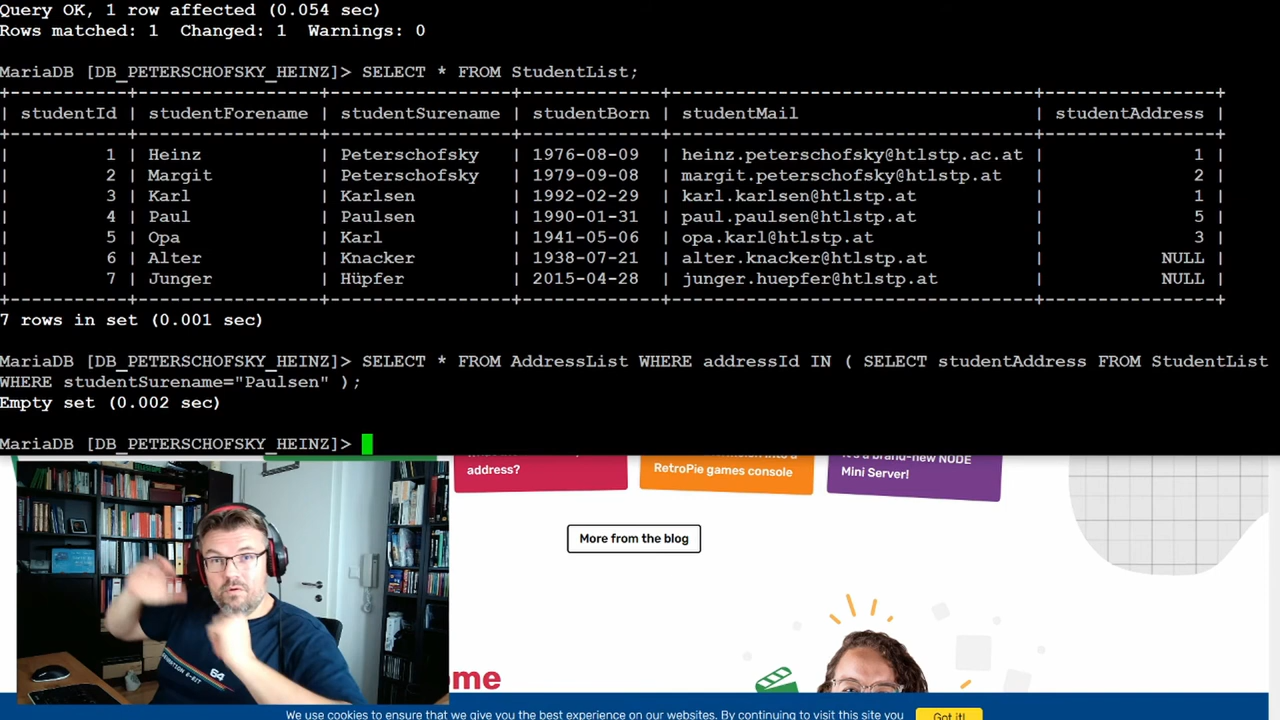 Query OK, 1 row affected (0.054 sec)
Rows matched: 1  Changed: 1  Warnings: 0
MariaDB [DB_PETERSCHOFSKY_HEINZ]> SELECT * FROM StudentList;
| studentId | studentForename | studentSurename | studentBorn | studentMail | studentAddress |
| 1 | Heinz | Peterschofsky | 1976-08-09 | heinz.peterschofsky@htlstp.ac.at | 1 |
| 2 | Margit | Peterschofsky | 1979-09-08 | margit.peterschofsky@htlstp.at | 2 |
| 3 | Karl | Karlsen | 1992-02-29 | karl.karlsen@htlstp.at | 1 |
| 4 | Paul | Paulsen | 1990-01-31 | paul.paulsen@htlstp.at | 5 |
| 5 | Opa | Karl | 1941-05-06 | opa.karl@htlstp.at | 3 |
| 6 | Alter | Knacker | 1938-07-21 | alter.knacker@htlstp.at | NULL |
| 7 | Junger | Hüpfer | 2015-04-28 | junger.huepfer@htlstp.at | NULL |
7 rows in set (0.001 sec)
MariaDB [DB_PETERSCHOFSKY_HEINZ]> SELECT * FROM AddressList WHERE addressId IN ( SELECT studentAddress FROM StudentList
WHERE studentSurename="Paulsen" );
Empty set (0.002 sec)
MariaDB [DB_PETERSCHOFSKY_HEINZ]>
address?
RetroPie games console
It's a brand-new NODE
Mini Server!
More from the blog
64
me
We use cookies to ensure that we give you the best experience on our websites. By continuing to visit this site you
Got it!